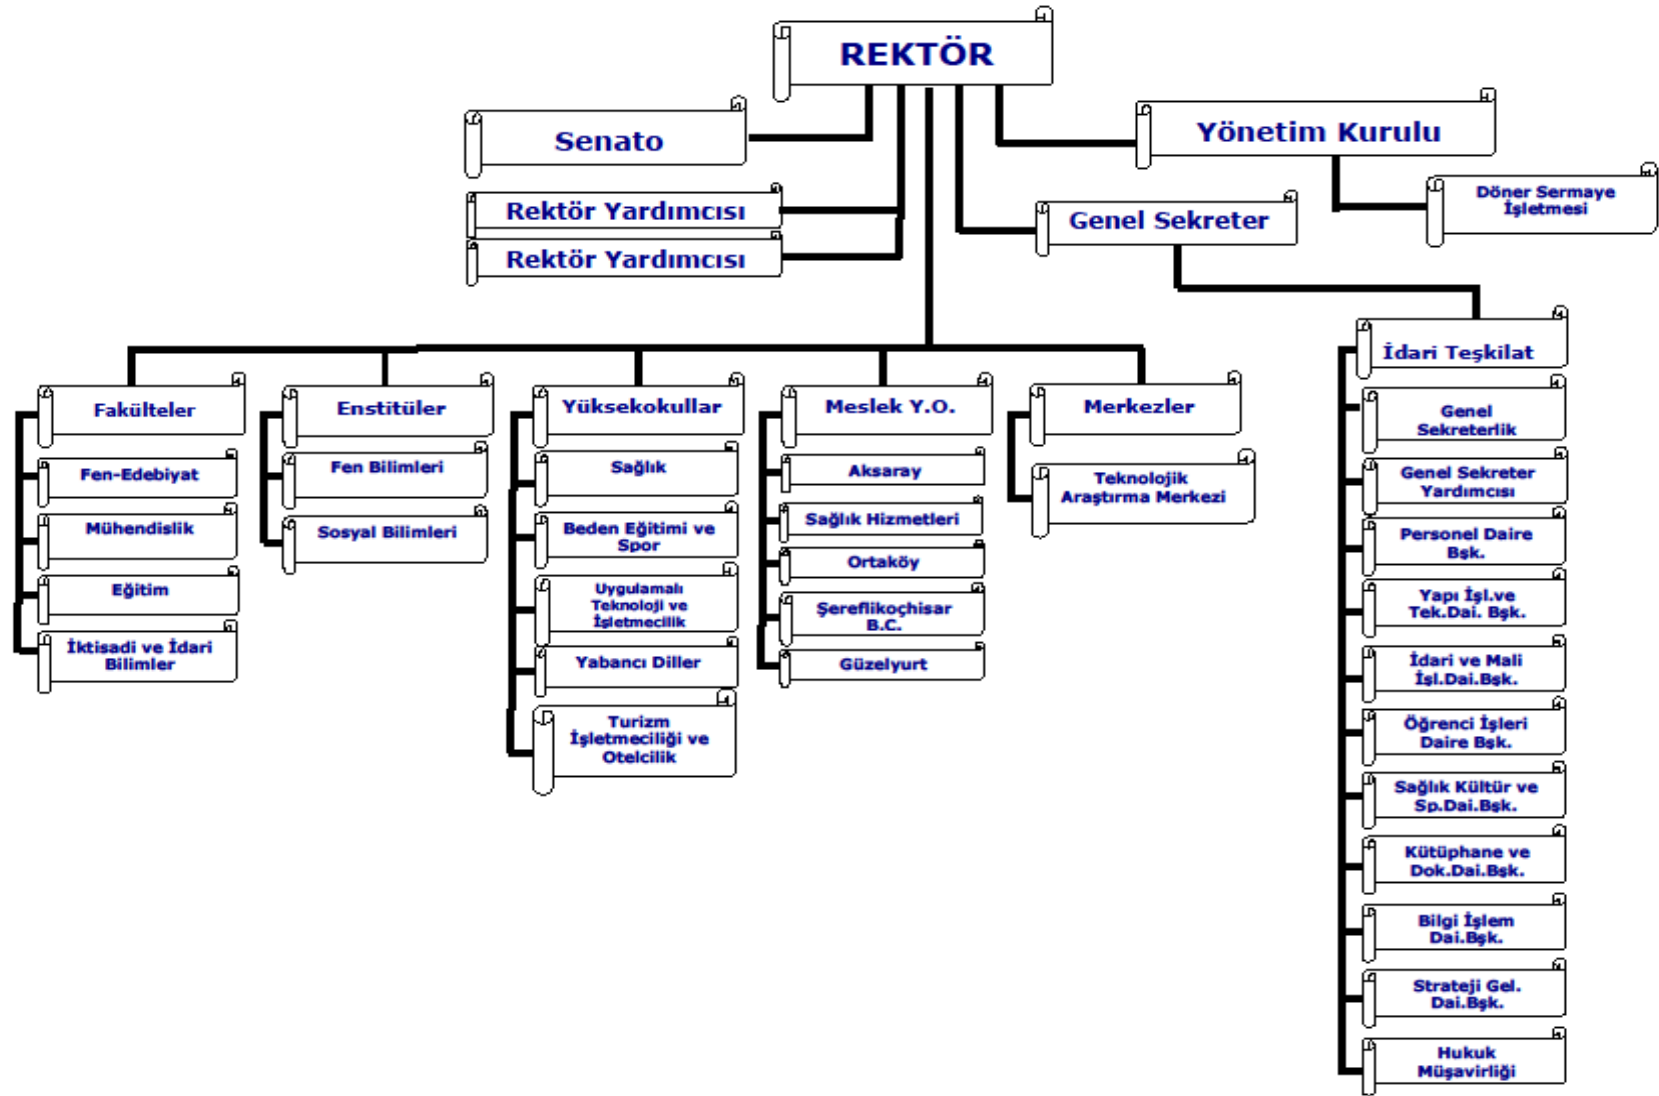 REKTÖR
Senato
Yönetim Kurulu
Rektör Yardımcısı
Rektör Yardımcısı
Genel Sekreter
Döner Sermaye
İşletmesi
Fakülteler
Fen-Edebiyat
Mühendislik
Eğitim
İktisadi ve İdari
Bilimler
Enstitüler
Fen Bilimleri
Sosyal Bilimleri
Yüksekokullar
Sağlık
Beden Eğitimi ve
Spor
Uygulamalı
Teknoloji ve
İşletmecilik
Yabancı Diller
Turizm
İşletmeciliği ve
Otelcilik
Meslek Y.O.
Aksaray
Sağlık Hizmetleri
Ortaköy
Şereflikoçhisar
B.C.
Güzelyurt
Merkezler
Teknolojik
Araştırma Merkezi
İdari Teşkilat
Genel
Sekreterlik
Genel Sekreter
Yardımcısı
Personel Daire
Bşk.
Yapı İşl.ve
Tek.Dai. Bşk.
İdari ve Mali
İşl.Dai.Bşk.
Öğrenci İşleri
Daire Bşk.
Sağlık Kültür ve
Sp.Dai.Bşk.
Kütüphane ve
Dok.Dai.Bşk.
Bilgi İşlem
Dai.Bşk.
Strateji Gel.
Dai.Bşk.
Hukuk
Müşavirliği